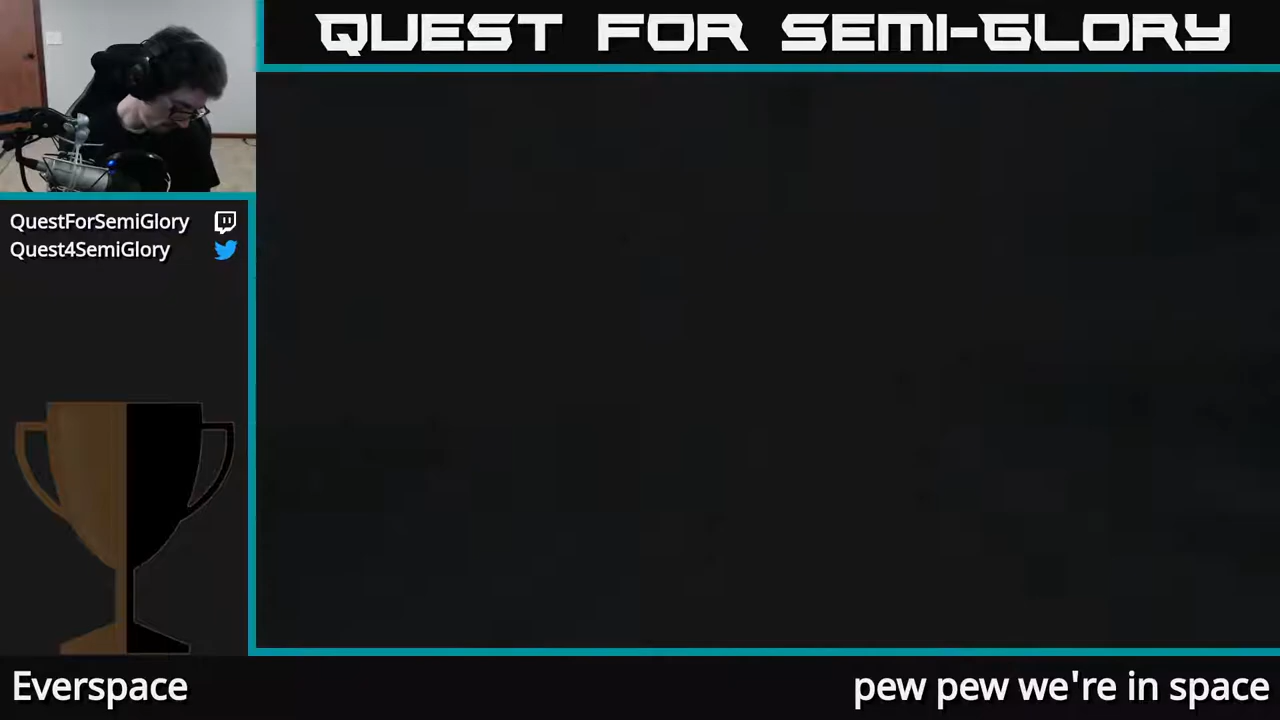 QUEST FOR SEMI-GLORY
QuestForSemiGlory
Quest4SemiGlory
Everspace
pew pew we're in space